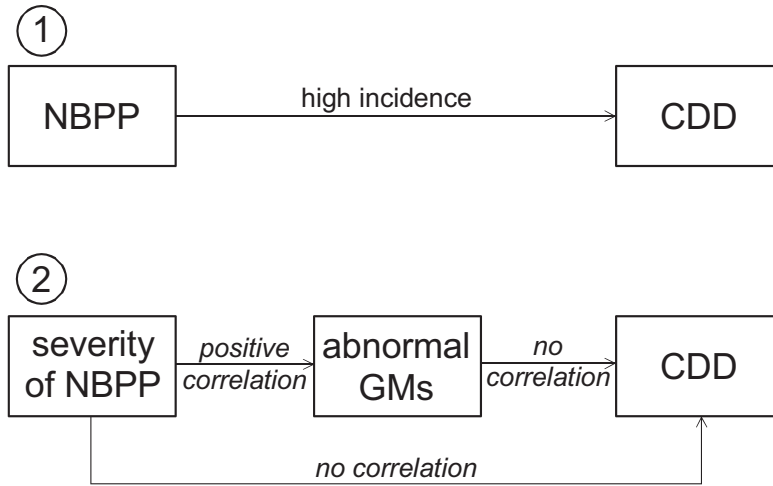 1
NBPP
high incidence
CDD
2
severity
of NBPP
positive
correlation
abnormal
GMs
no
correlation
CDD
no correlation